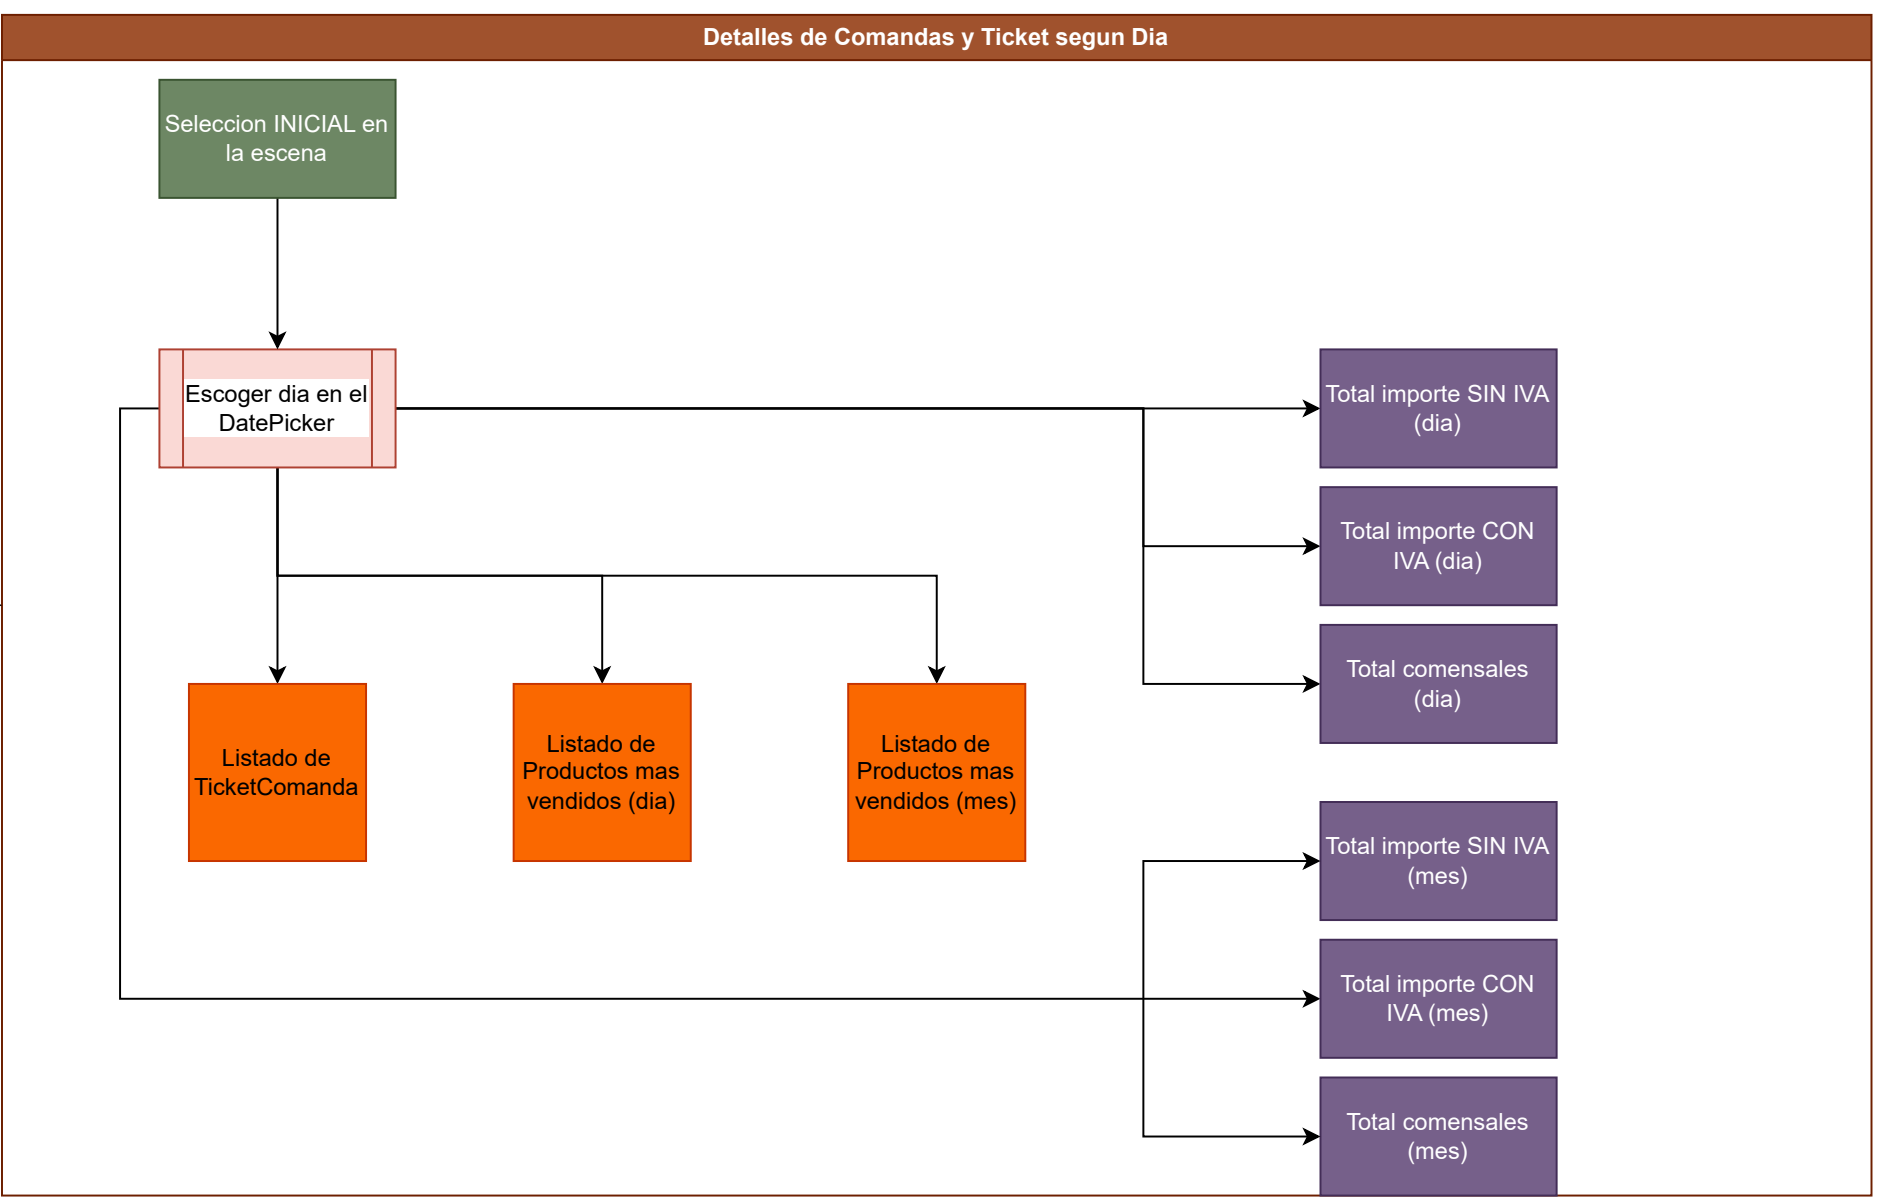 Detalles de Comandas y Ticket segun Dia
Seleccion INICIAL en
la escena
Escoger dia en el
DatePicker
Total importe SIN IVA
(dia)
Total importe CON
IVA (dia)
Total comensales
(dia)
Listado de
TicketComanda
Listado de
Productos mas
vendidos (dia)
Listado de
Productos mas
vendidos (mes)
Total importe SIN IVA
(mes)
Total importe CON
IVA (mes)
Total comensales
(mes)